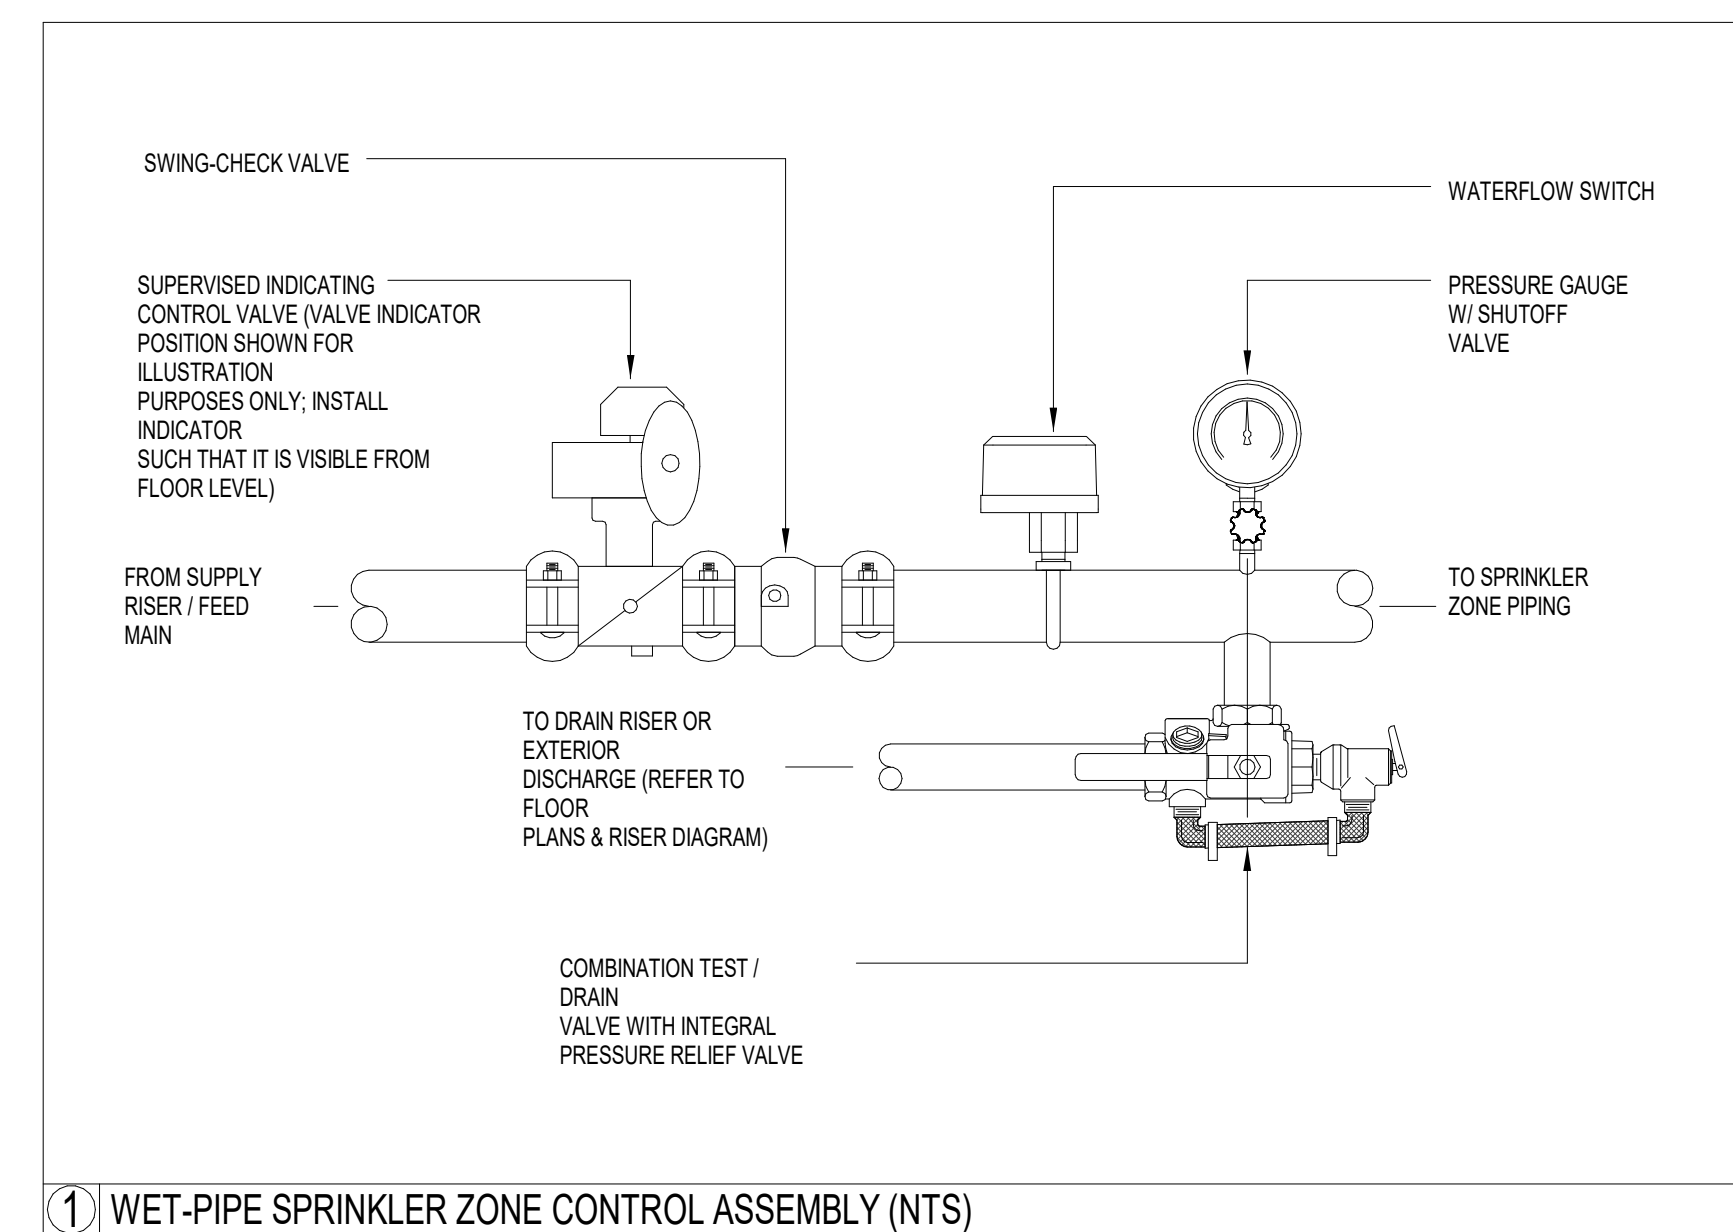 SWING-CHECK VALVE
WATERFLOW SWITCH
SUPERVISED INDICATING
CONTROL VALVE (VALVE INDICATOR
POSITION SHOWN FOR
ILLUSTRATION
PURPOSES ONLY; INSTALL
INDICATOR
SUCH THAT IT IS VISIBLE FROM
FLOOR LEVEL)
PRESSURE GAUGE
W/ SHUTOFF
VALVE
FROM SUPPLY
RISER / FEED
MAIN
TO SPRINKLER
ZONE PIPING
TO DRAIN RISER OR
EXTERIOR
DISCHARGE (REFER TO
FLOOR
PLANS & RISER DIAGRAM)
COMBINATION TEST /
DRAIN
VALVE WITH INTEGRAL
PRESSURE RELIEF VALVE
1 WET-PIPE SPRINKLER ZONE CONTROL ASSEMBLY (NTS)